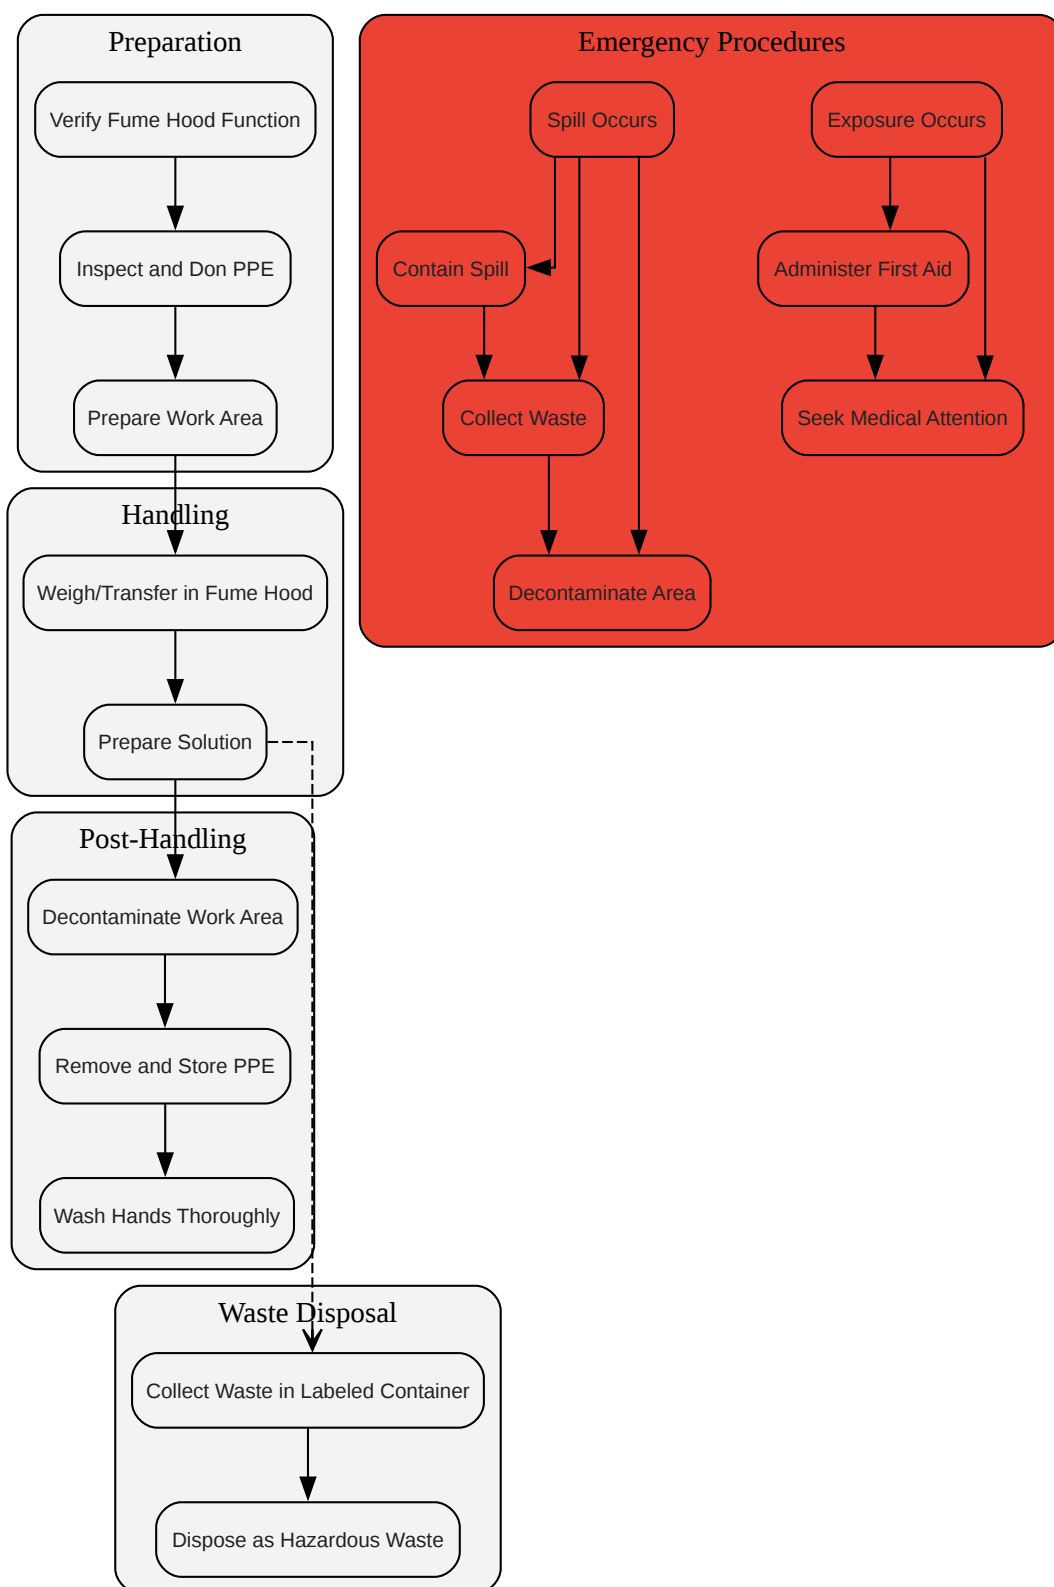 Preparation
Verify Fume Hood Function
Inspect and Don PPE
Prepare Work Area
Handling
Weigh/Transfer in Fume Hood
Prepare Solution
Post-Handling
Decontaminate Work Area
Remove and Store PPE
Wash Hands Thoroughly
Waste Disposal
Collect Waste in Labeled Container
Dispose as Hazardous Waste
Emergency Procedures
Spill Occurs
Contain Spill
Collect Waste
Decontaminate Area
Exposure Occurs
Administer First Aid
Seek Medical Attention